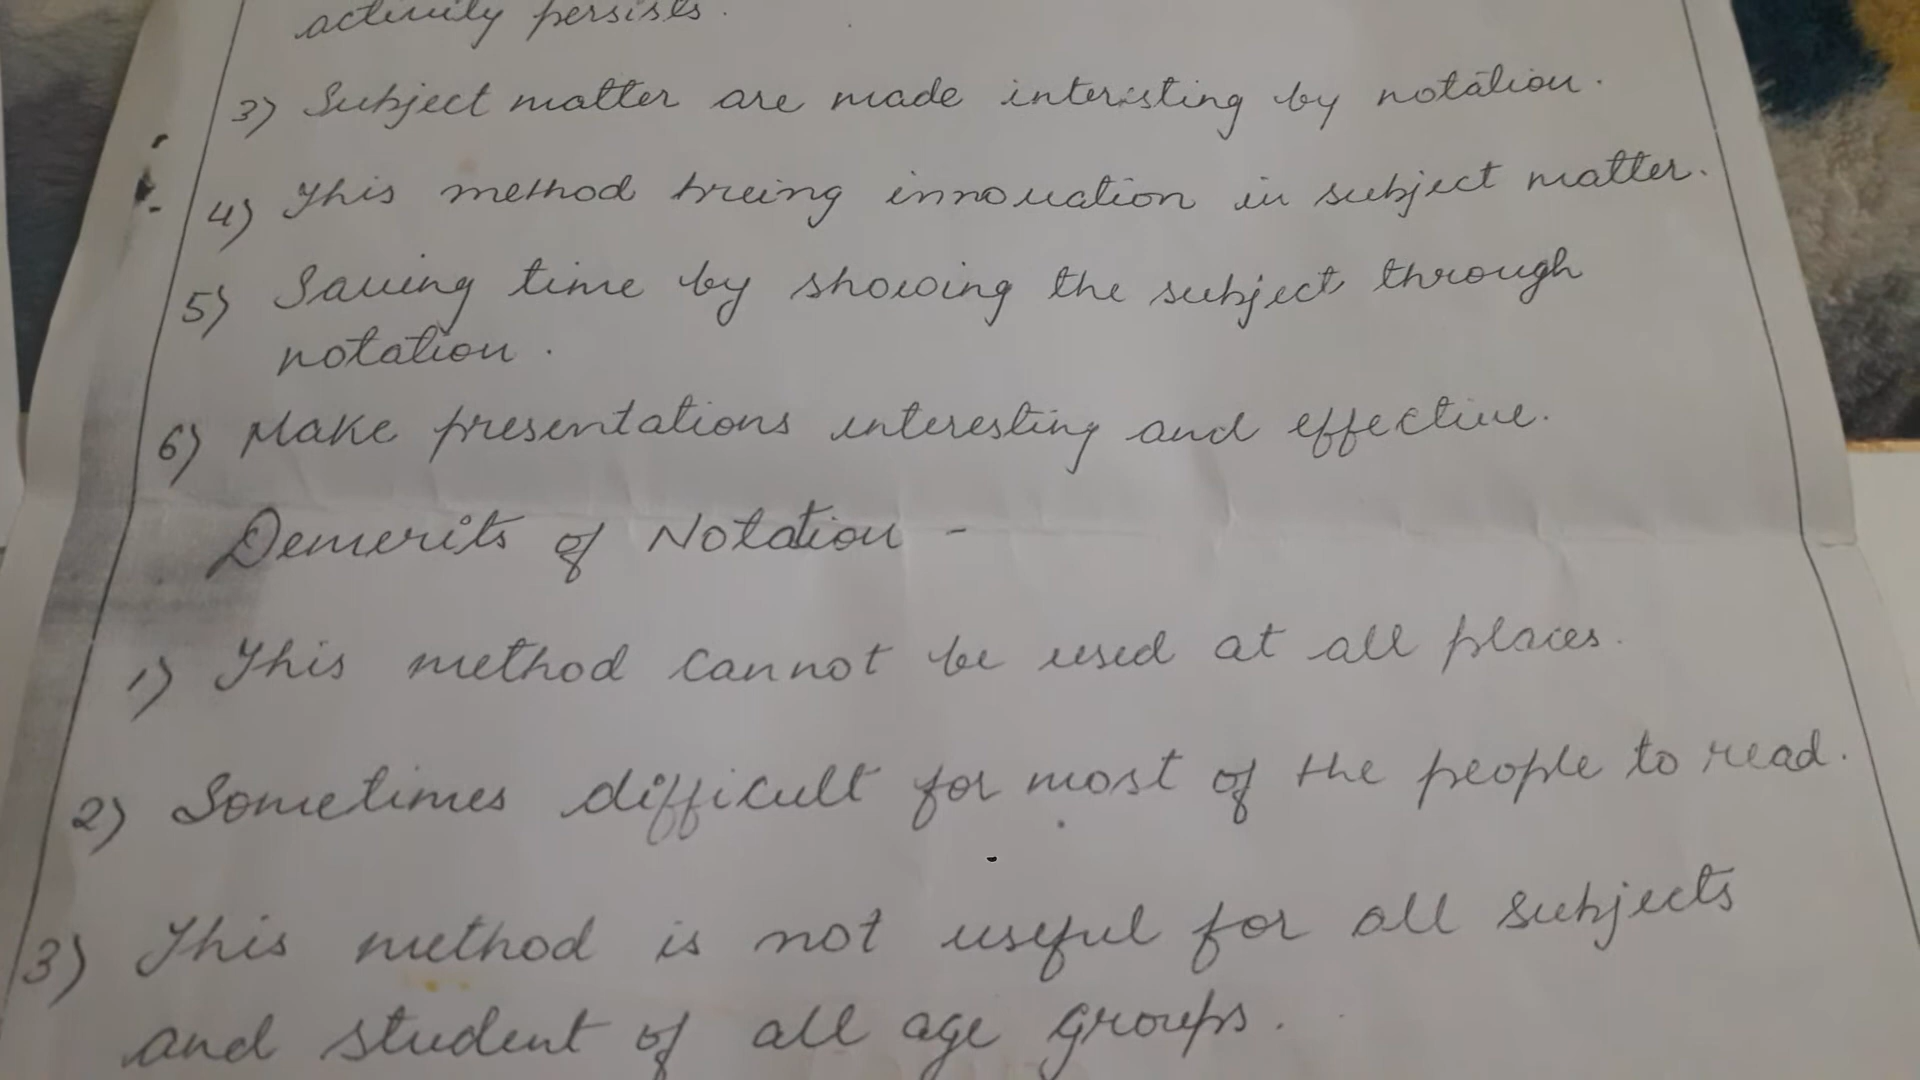 activity persists.
3) Subject matter are made interesting by notation.
4) This method breing innovation in subject matter.
5) Saving time by showing the subject through
notation.
6) Make presentations interesting and effective.
Demerits of Notation -
1) This method cannot be used at all places.
2) Sometimes difficult for most of the people to read.
3) This method is not useful for all subjects
and student of all age groups.